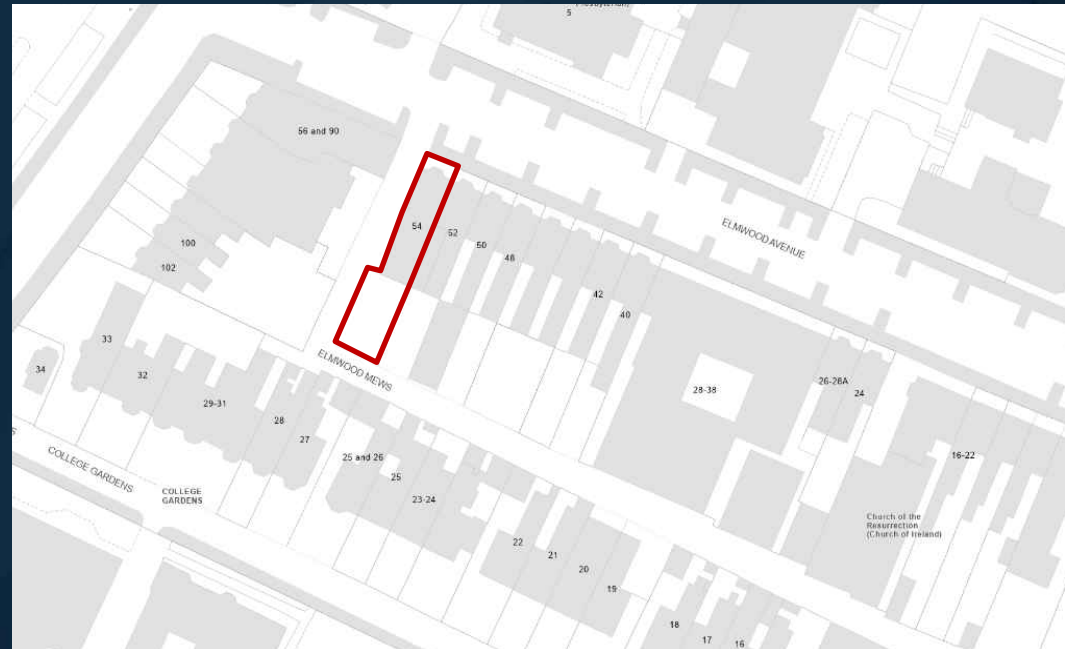 5
56 and 90
ELMWOOD AVENUE
54
52
50
48
42
40
100
102
33
32
34
29-31
28
27
ELMWOOD MEWS
28-38
26-28A
24
16-22
25 and 26
25
23-24
COLLEGE GARDENS
COLLEGE
GARDENS
Church of the
Resurrection
(Church of Ireland)
22
21
20
19
18
17
16